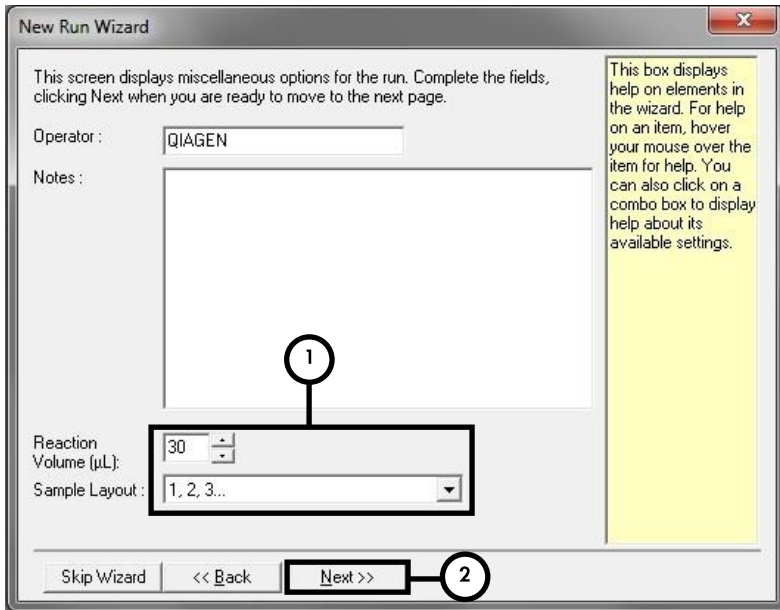 New Run Wizard
X
This screen displays miscellaneous options for the run. Complete the fields,
clicking Next when you are ready to move to the next page.
Operator :
QIAGEN
Notes :
Reaction
Volume (µL):
30
Sample Layout :
1, 2, 3...
1
This box displays
help on elements in
the wizard. For help
on an item, hover
your mouse over the
item for help. You
can also click on a
combo box to display
help about its
available settings.
Skip Wizard
<< Back
Next >>
2